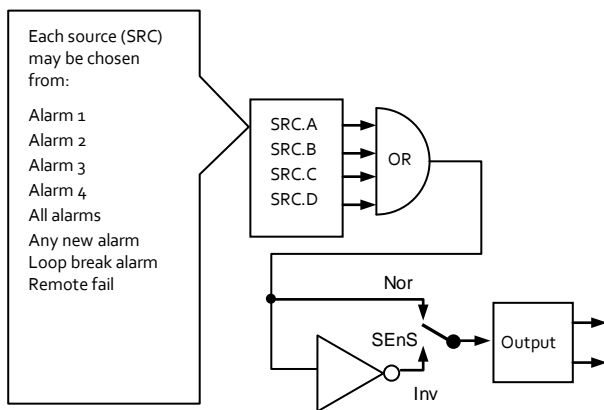 Each source (SRC)
may be chosen
from:
Alarm 1
Alarm 2
Alarm 3
Alarm 4
All alarms
Any new alarm
Loop break alarm
Remote fail
SRC.A
SRC.B
SRC.C
SRC.D
OR
Nor
SEnS
Inv
Output